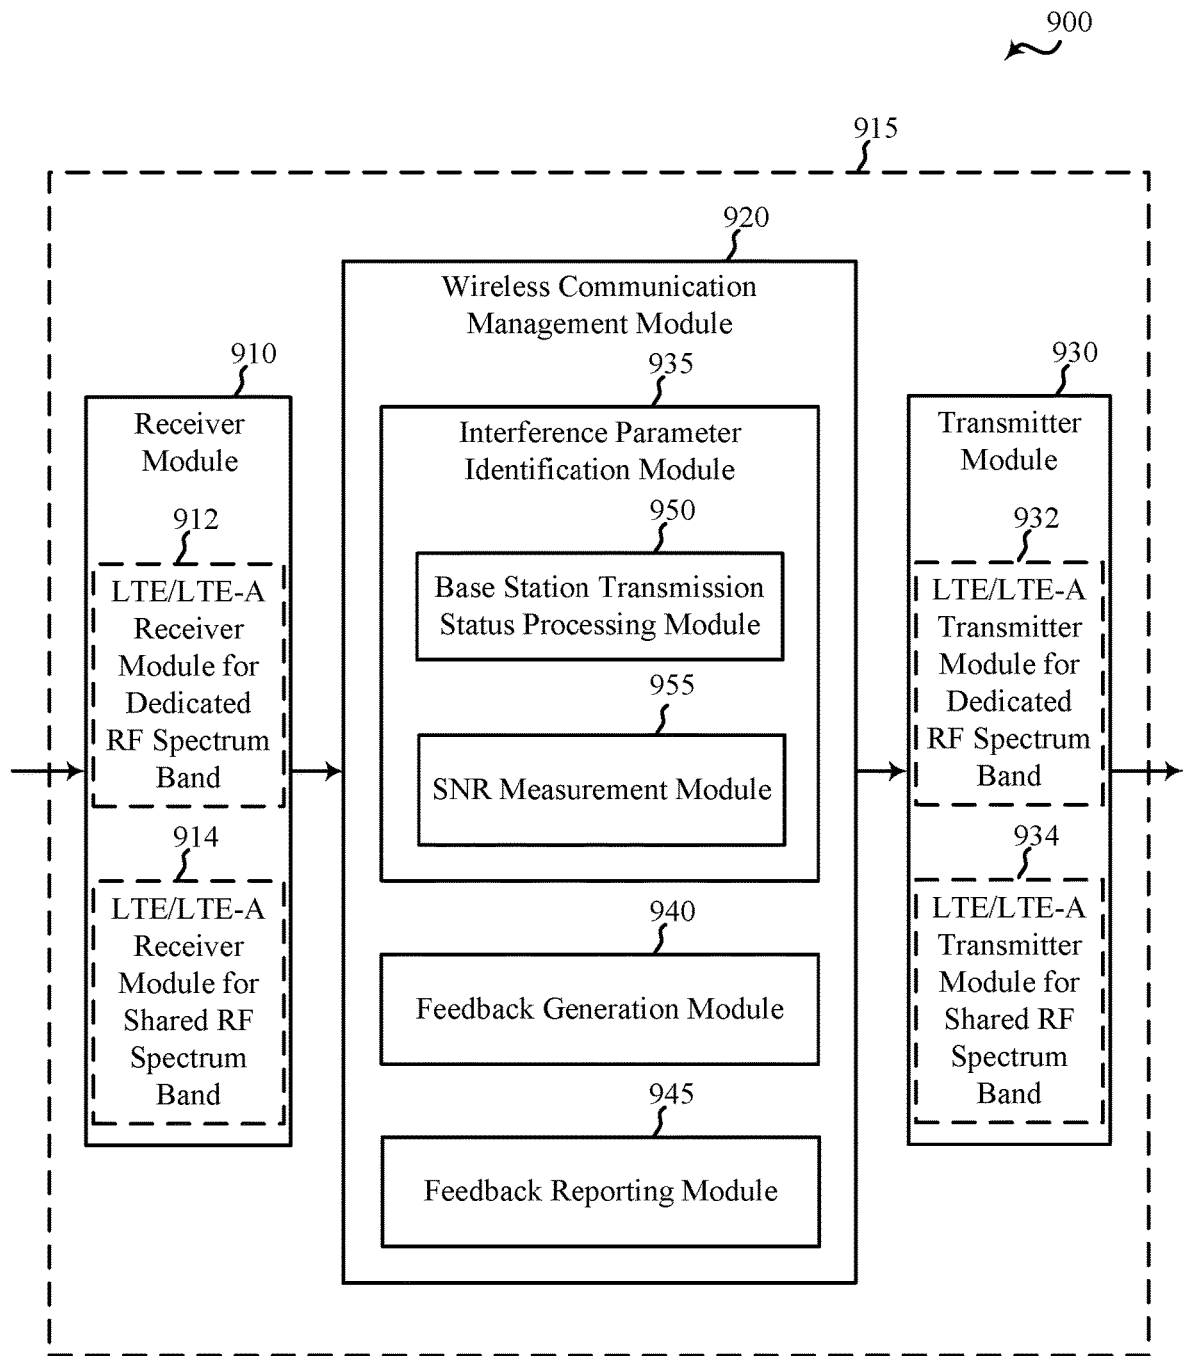 900
915
920
Wireless Communication
Management Module
910
Receiver
Module
912
LTE/LTE-A
Receiver
Module for
Dedicated
RF Spectrum
Band
914
LTE/LTE-A
Receiver
Module for
Shared RF
Spectrum
Band
935
Interference Parameter
Identification Module
950
Base Station Transmission
Status Processing Module
955
SNR Measurement Module
940
Feedback Generation Module
945
Feedback Reporting Module
930
Transmitter
Module
932
LTE/LTE-A
Transmitter
Module for
Dedicated
RF Spectrum
Band
934
LTE/LTE-A
Transmitter
Module for
Shared RF
Spectrum
Band